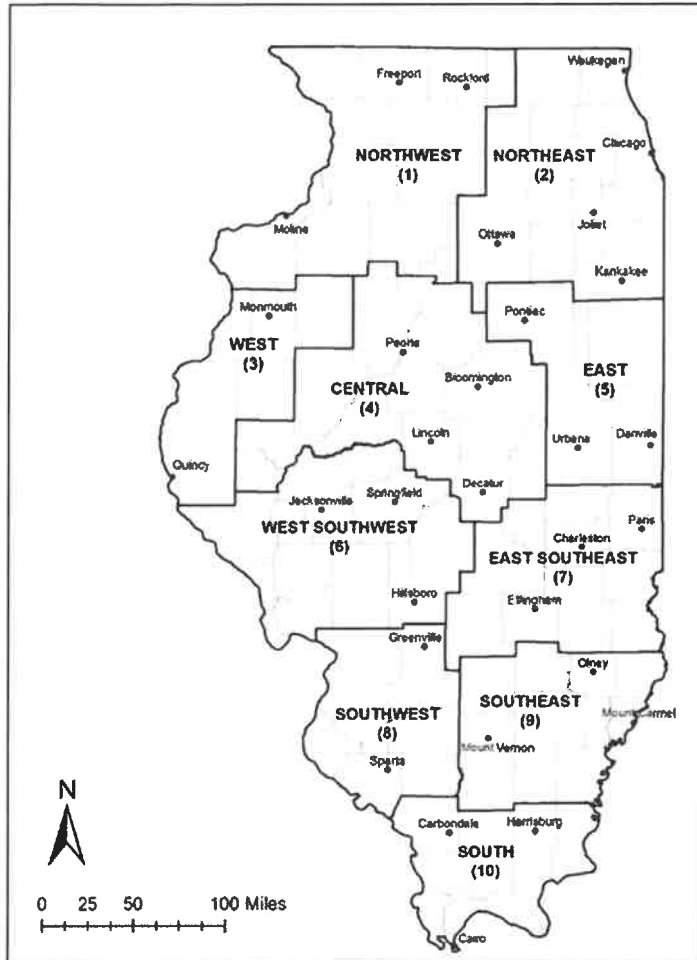 Waukegan
Freeport
Rockford
Chicago
NORTHWEST
(1)
NORTHEAST
(2)
Moline
Joliet
Ottawa
Kankakee
Monmouth
Pontiac
WEST
(3)
Peoria
EAST
(5)
CENTRAL
(4)
Bloomington
Lincoln
Urbana
Danville
Quincy
Decatur
Jacksonville
Springfield
WEST SOUTHWEST
(6)
Paris
Charleston
EAST SOUTHEAST
(7)
Hillsboro
Effingham
Greenville
Olney
SOUTHWEST
(8)
SOUTHEAST
(9)
Mount Carmel
Mount Vernon
Sparta
N
Carbondale
Harrisburg
SOUTH
(10)
0 25 50 100 Miles
Cairo